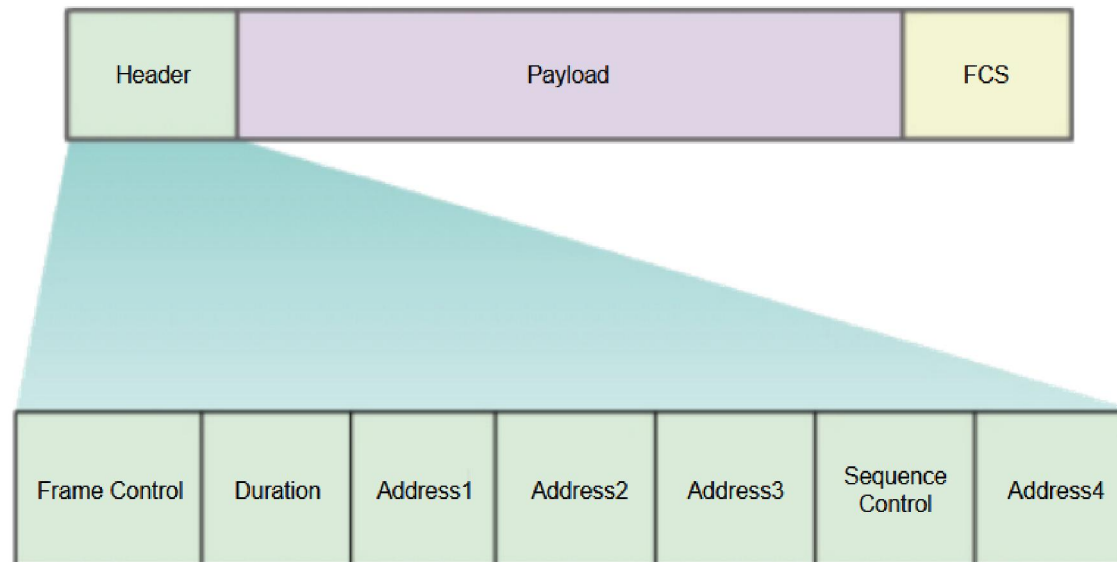 Header
Payload
FCS
Frame Control
Duration
Address1
Address2
Address3
Sequence
Control
Address4